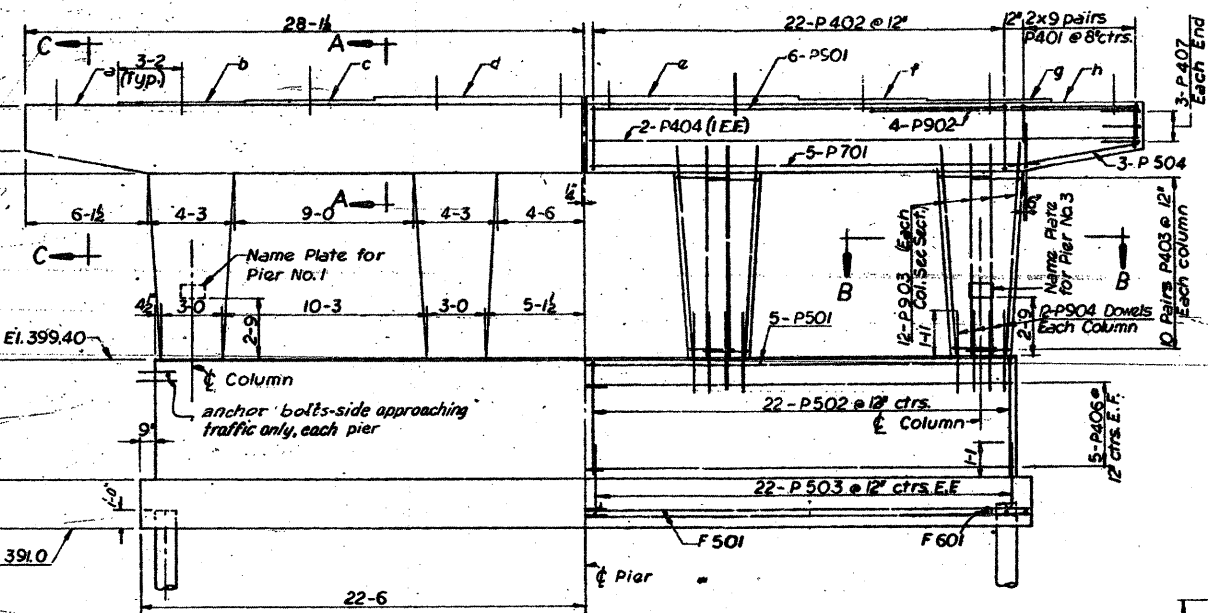 28-1½
22-P402 @ 12"
12"
2x9 pairs
P401 @ 8"ctrs.
3-P407
Each End
C
A
3-2
(Typ.)
a
b
c
d
e
f
g
h
6-P501
4-P902
2-P404 (1 E.E)
5-P701
3-P504
6-1½
4-3
9-0
A
4-3
4-6
C
Name Plate for
Pier No.1
4½"
3-0
10-3
3-0
5-1½
2-9
B
12-P903 (Each
Col. Sec Sect.)
1-11
Name Plate
for Pier No.3
B
10 Pairs P403 @ 12"
Each column
12-P904 Dowels
Each Column
2-9
El. 399.40
5-P501
℄ Column
anchor bolts-side approaching
traffic only, each pier
22-P502 @ 12" ctrs.
℄ Column
5-P406 @
12" ctrs. E.F.
9"
1-1
1'-0"
22-P503 @ 12" ctrs. E.E
391.0
F501
F601
℄ Pier
22-6